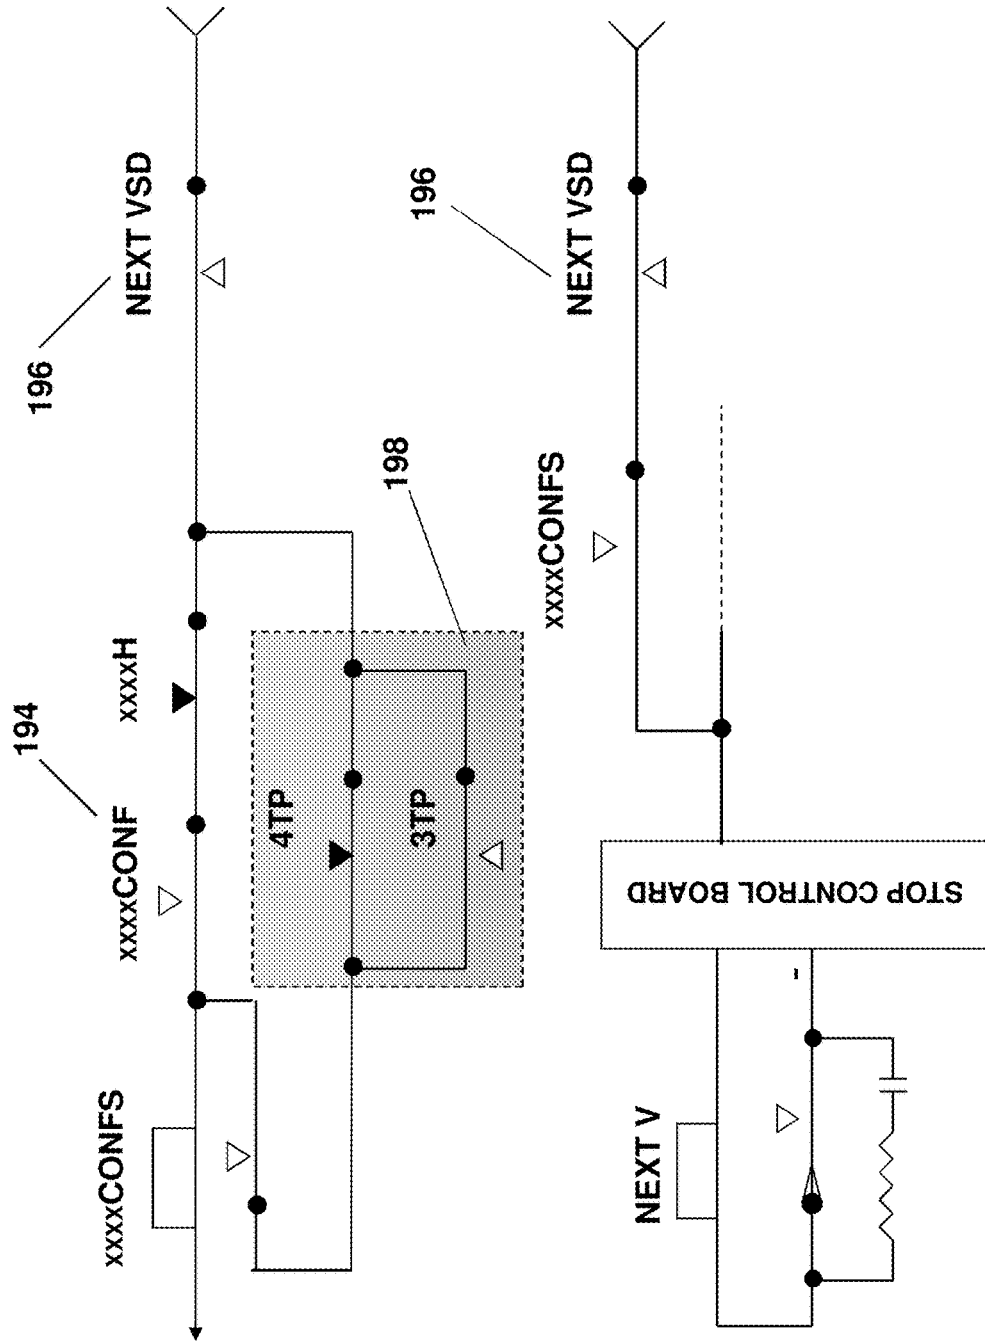 194
196
xxxxCONFS
xxxxCONF
xxxxH
NEXT VSD
4TP
198
3TP
196
xxxxCONFS
NEXT VSD
NEXT V
STOP CONTROL BOARD
-